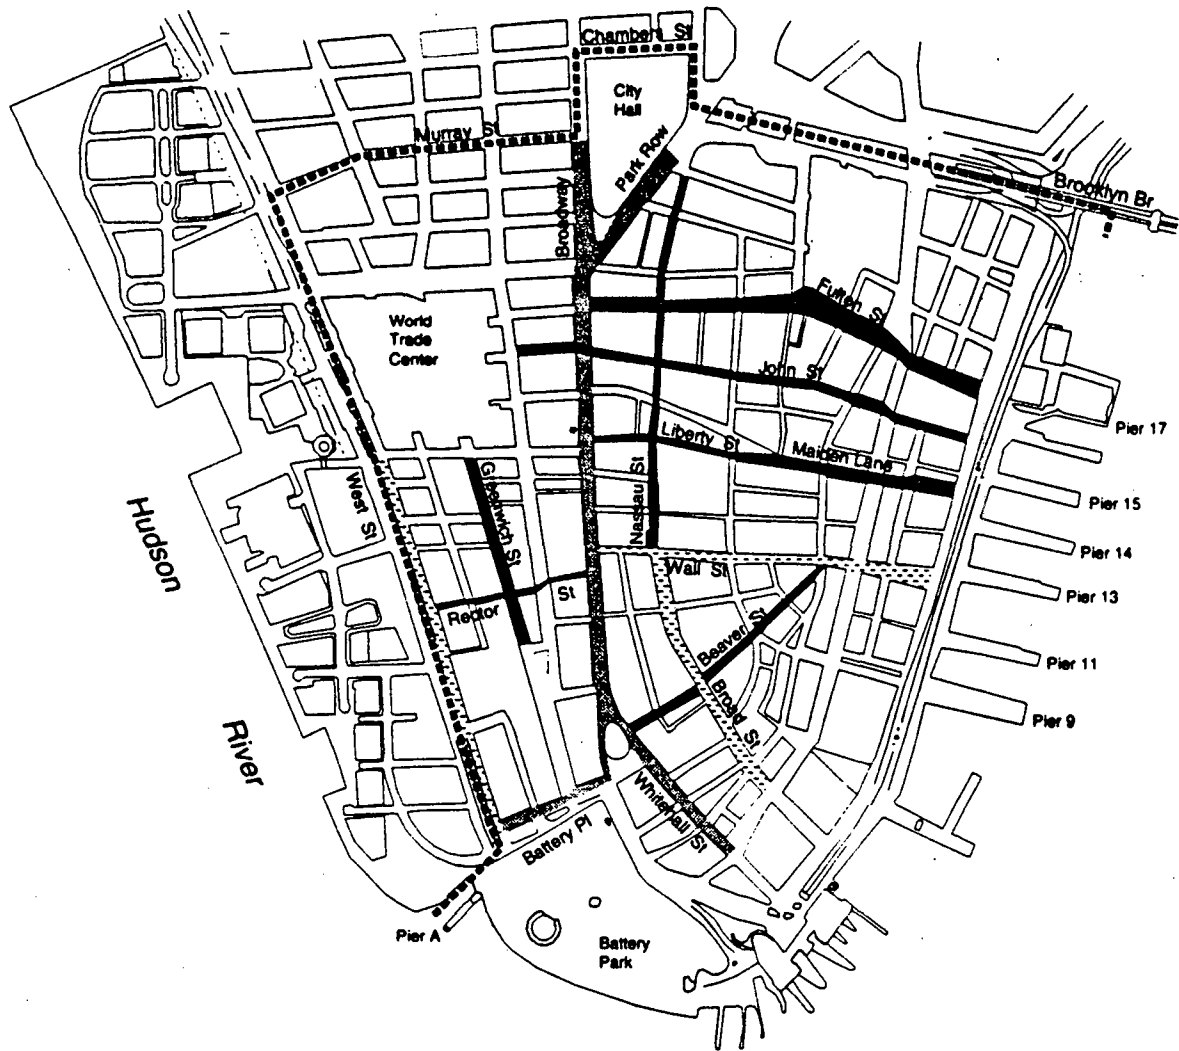 Chambers St
City
Hall
Murray St
Park Row
Brooklyn Br
Broadway
Fulton St
World
Trade
Center
John St
Pier 17
Liberty St
Maiden Lane
Greenwich St
Nassau St
West St
Pier 15
Hudson
Pier 14
Wall St
Pier 13
Rector St
Beaver St
Pier 11
Broad St
Pier 9
River
Whitehall St
Battery Pl
Pier A
Battery
Park